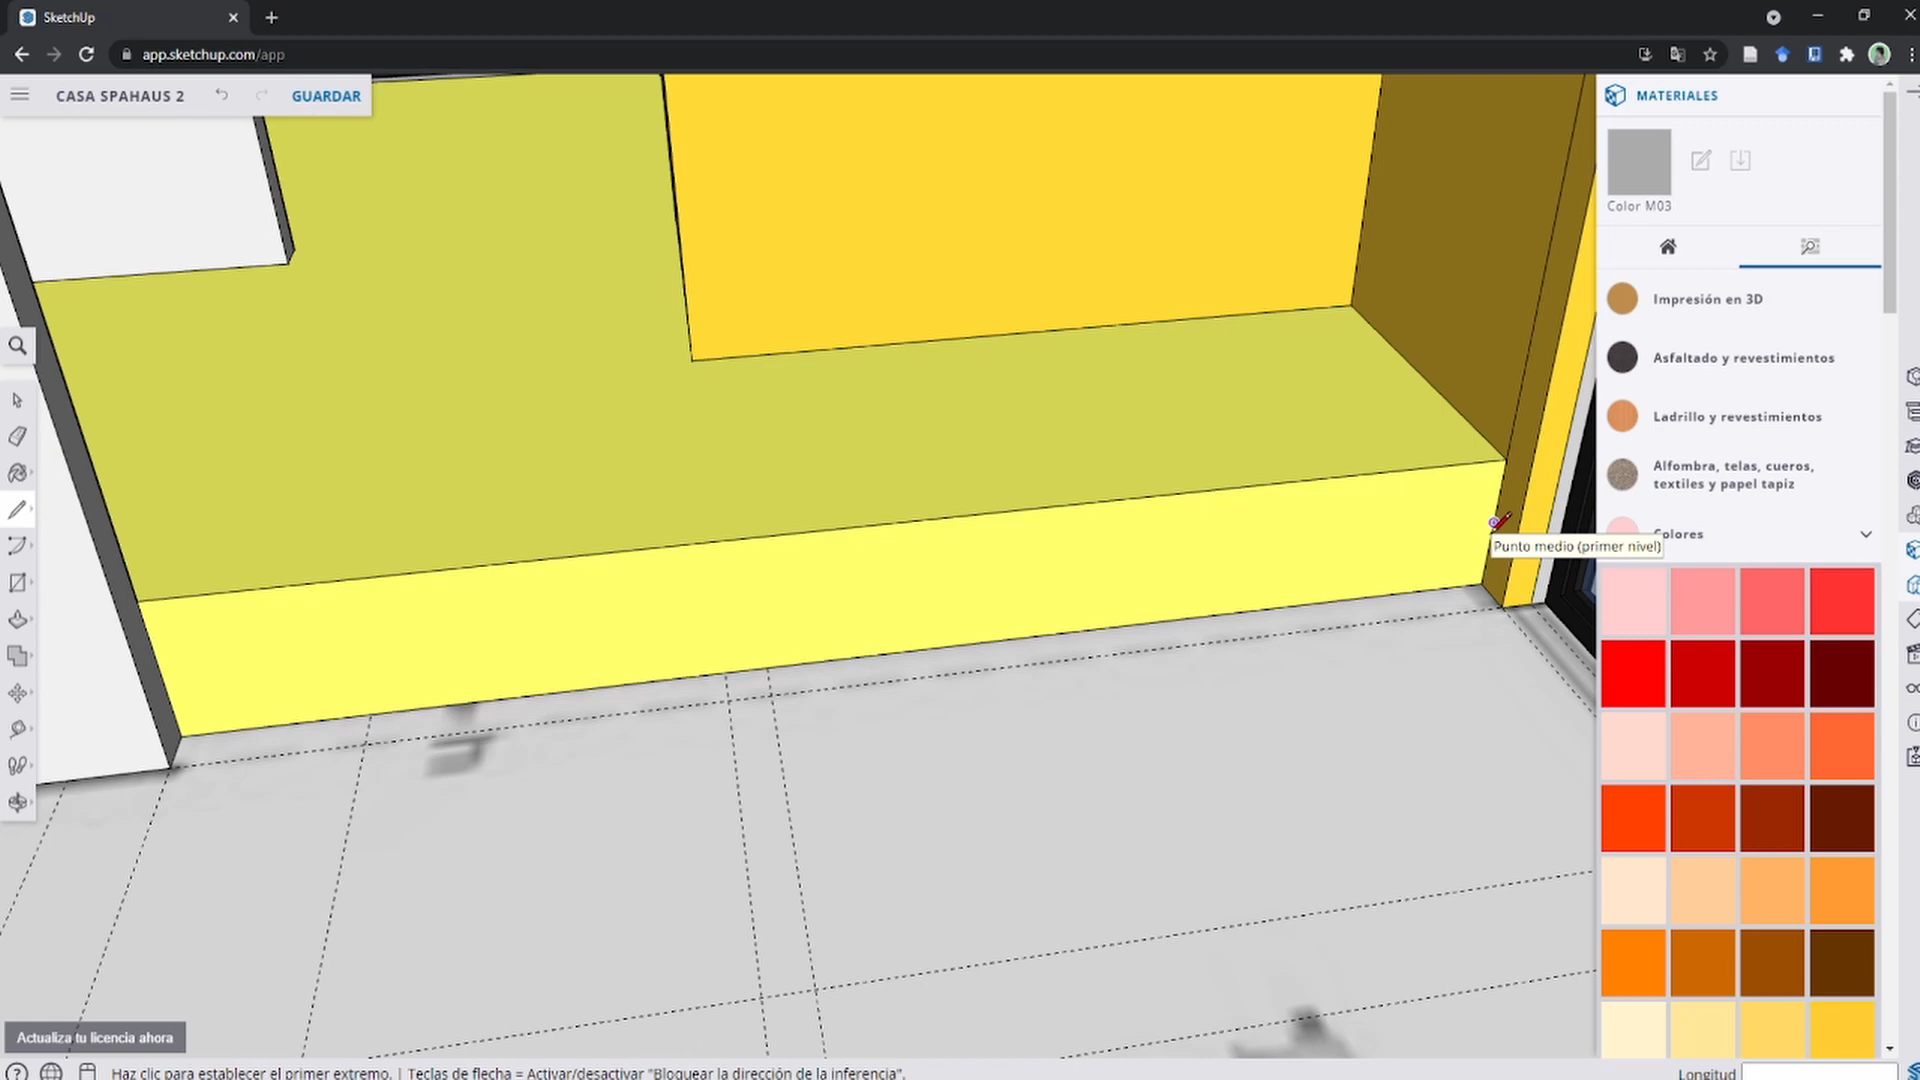 SketchUp
app.sketchup.com/app
CASA SPAHAUS 2
GUARDAR
MATERIALES
Color M03
Impresión en 3D
Asfaltado y revestimientos
Ladrillo y revestimientos
Alfombra, telas, cueros,
textiles y papel tapiz
Colores
Punto medio (primer nivel)
Actualiza tu licencia ahora
Haz clic para establecer el primer extremo. | Teclas de flecha = Activar/desactivar "Bloquear la dirección de la inferencia".
Longitud